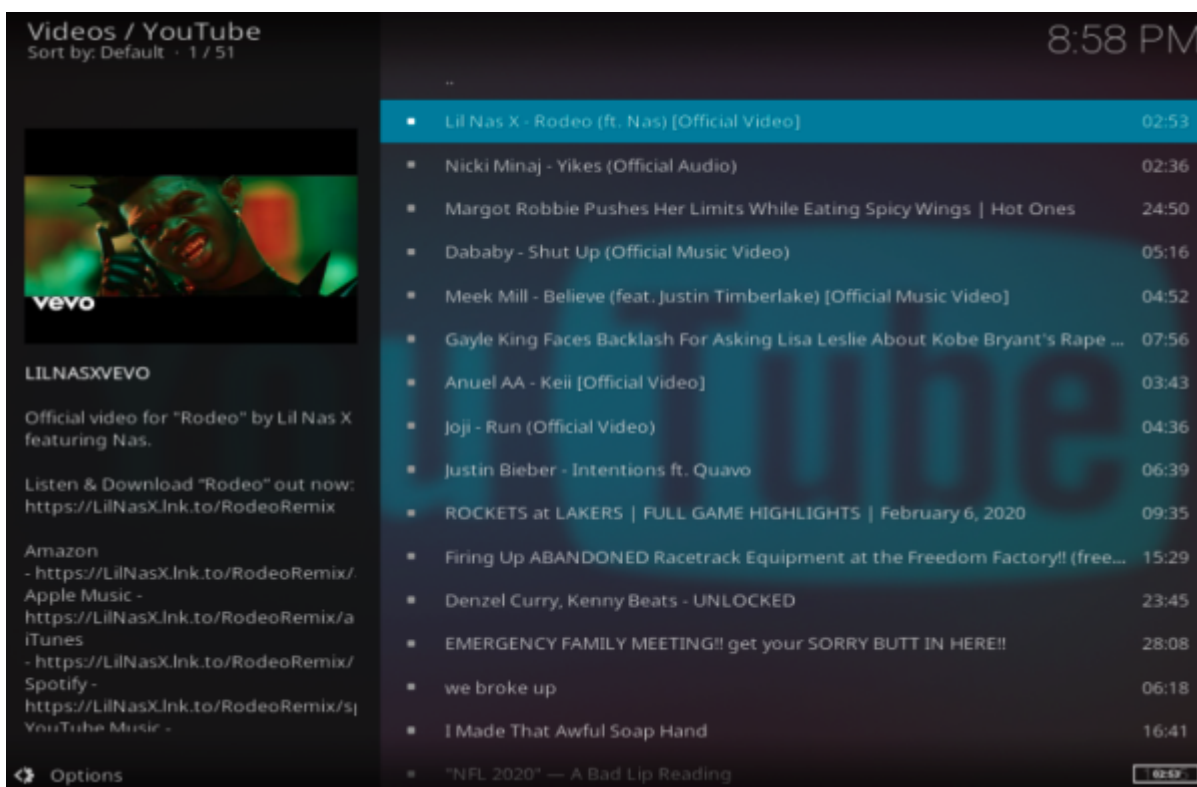 Videos / YouTube
Sort by: Default · 1 / 51
8:58 PM
..
Lil Nas X - Rodeo (ft. Nas) [Official Video] 02:53
Nicki Minaj - Yikes (Official Audio) 02:36
Margot Robbie Pushes Her Limits While Eating Spicy Wings | Hot Ones 24:50
Dababy - Shut Up (Official Music Video) 05:16
Meek Mill - Believe (feat. Justin Timberlake) [Official Music Video] 04:52
Gayle King Faces Backlash For Asking Lisa Leslie About Kobe Bryant's Rape ... 07:56
Anuel AA - Keii [Official Video] 03:43
Joji - Run (Official Video) 04:36
Justin Bieber - Intentions ft. Quavo 06:39
ROCKETS at LAKERS | FULL GAME HIGHLIGHTS | February 6, 2020 09:35
Firing Up ABANDONED Racetrack Equipment at the Freedom Factory!! (free... 15:29
Denzel Curry, Kenny Beats - UNLOCKED 23:45
EMERGENCY FAMILY MEETING!! get your SORRY BUTT IN HERE!! 28:08
we broke up 06:18
I Made That Awful Soap Hand 16:41
"NFL 2020" — A Bad Lip Reading
02:53
vevo
LILNASXVEVO
Official video for "Rodeo" by Lil Nas X
featuring Nas.
Listen & Download “Rodeo” out now:
https://LilNasX.lnk.to/RodeoRemix
Amazon
- https://LilNasX.lnk.to/RodeoRemix/
Apple Music -
https://LilNasX.lnk.to/RodeoRemix/a
iTunes
- https://LilNasX.lnk.to/RodeoRemix/
Spotify -
https://LilNasX.lnk.to/RodeoRemix/sp
YouTube Music -
Options
Tube